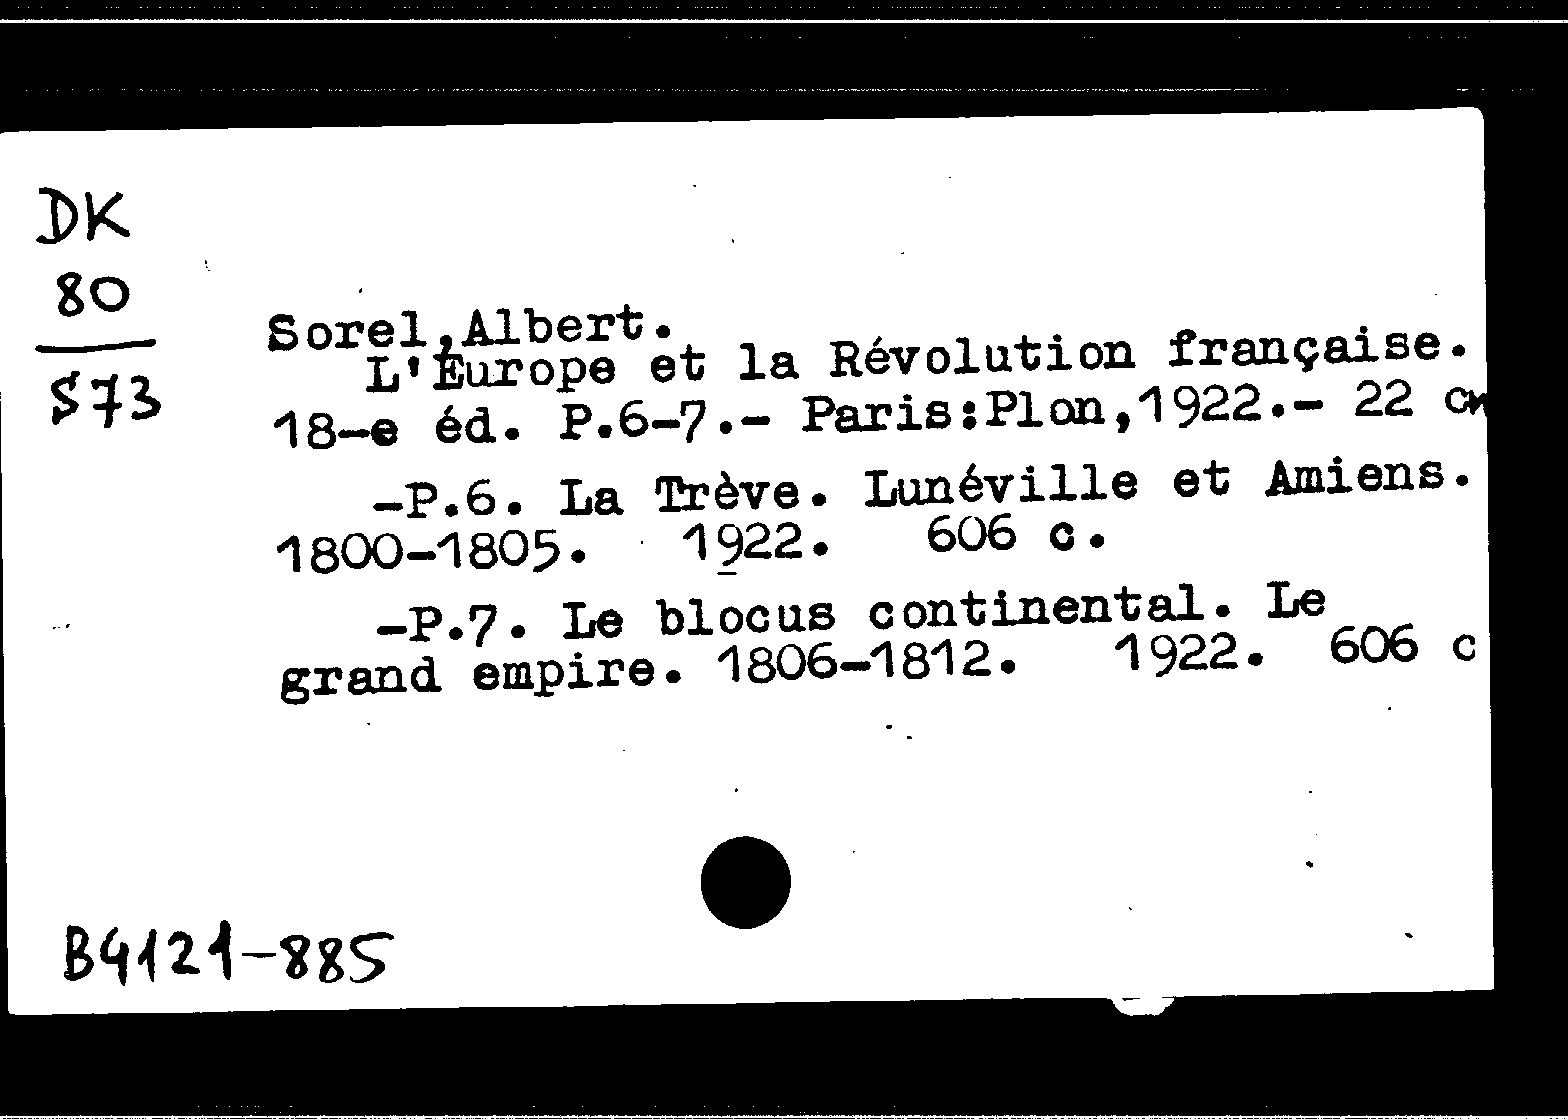 DK
80
S73
Sorel,Albert.
L'Europe et la Révolution française.
18-e éd. P.6-7.- Paris:Plon,1922.- 22 cm
-P.6. La Trève. Lunéville et Amiens.
1800-1805. 1922. 606 c.
-P.7. Le blocus continental. Le
grand empire. 1806-1812. 1922. 606 c
B4121-885